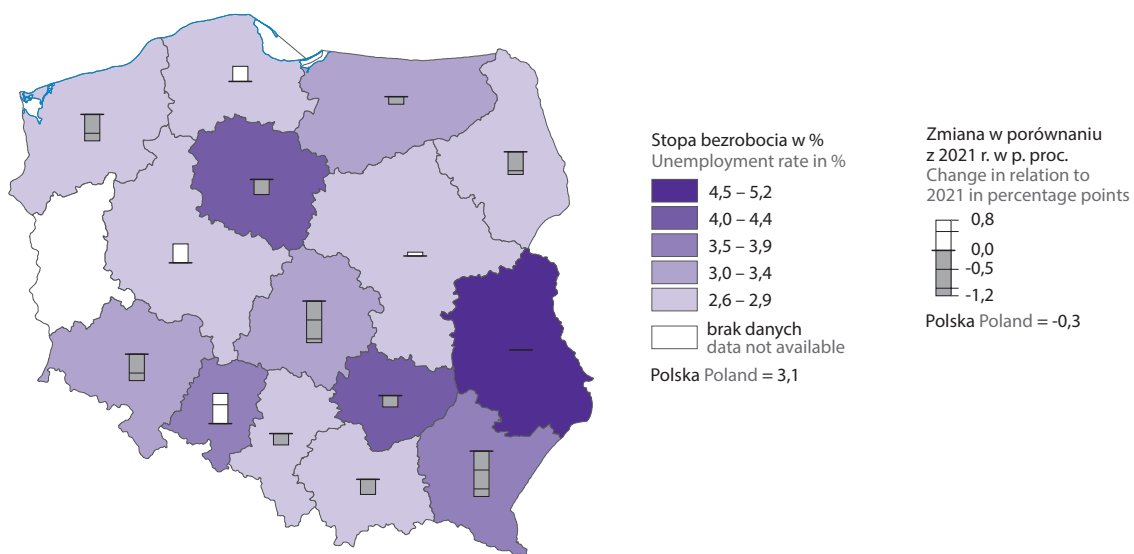 Stopa bezrobocia w %
Unemployment rate in %
4,5 – 5,2
4,0 – 4,4
3,5 – 3,9
3,0 – 3,4
2,6 – 2,9
brak danych
data not available
Polska Poland = 3,1
Zmiana w porównaniu
z 2021 r. w p. proc.
Change in relation to
2021 in percentage points
0,8
0,0
-0,5
-1,2
Polska Poland = -0,3